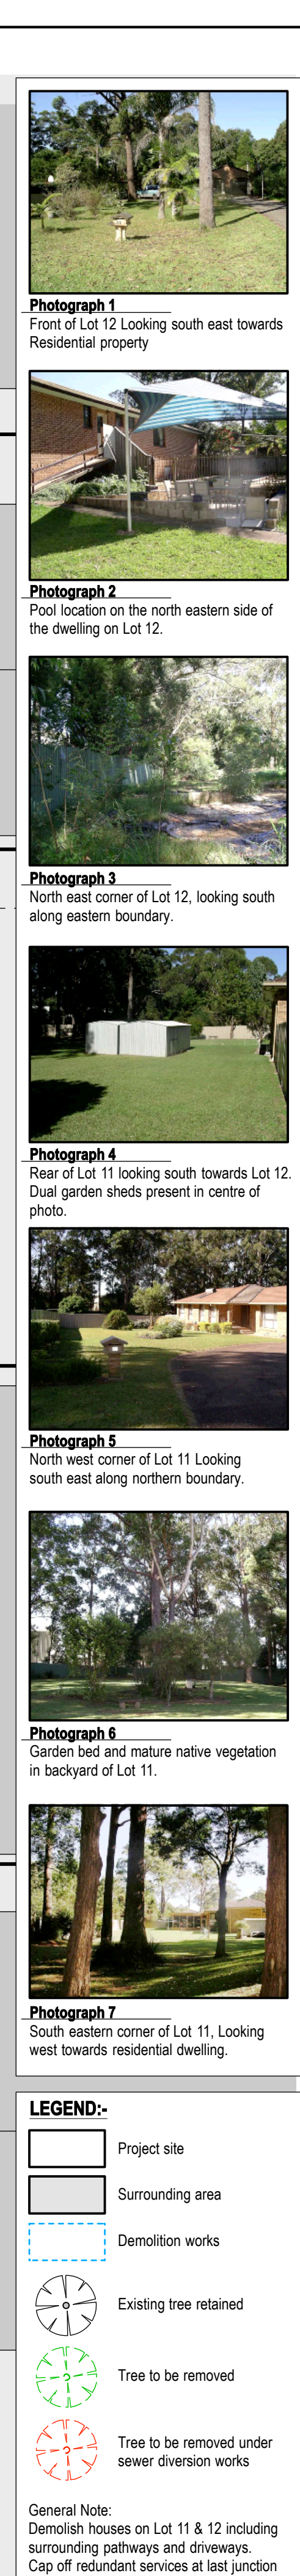 Photograph 1
Front of Lot 12 Looking south east towards
Residential property
Photograph 2
Pool location on the north eastern side of
the dwelling on Lot 12.
Photograph 3
North east corner of Lot 12, looking south
along eastern boundary.
Photograph 4
Rear of Lot 11 looking south towards Lot 12.
Dual garden sheds present in centre of
photo.
Photograph 5
North west corner of Lot 11 Looking
south east along northern boundary.
Photograph 6
Garden bed and mature native vegetation
in backyard of Lot 11.
Photograph 7
South eastern corner of Lot 11, Looking
west towards residential dwelling.
LEGEND:-
Project site
Surrounding area
Demolition works
Existing tree retained
Tree to be removed
Tree to be removed under
sewer diversion works
General Note:
Demolish houses on Lot 11 & 12 including
surrounding pathways and driveways.
Cap off redundant services at last junction